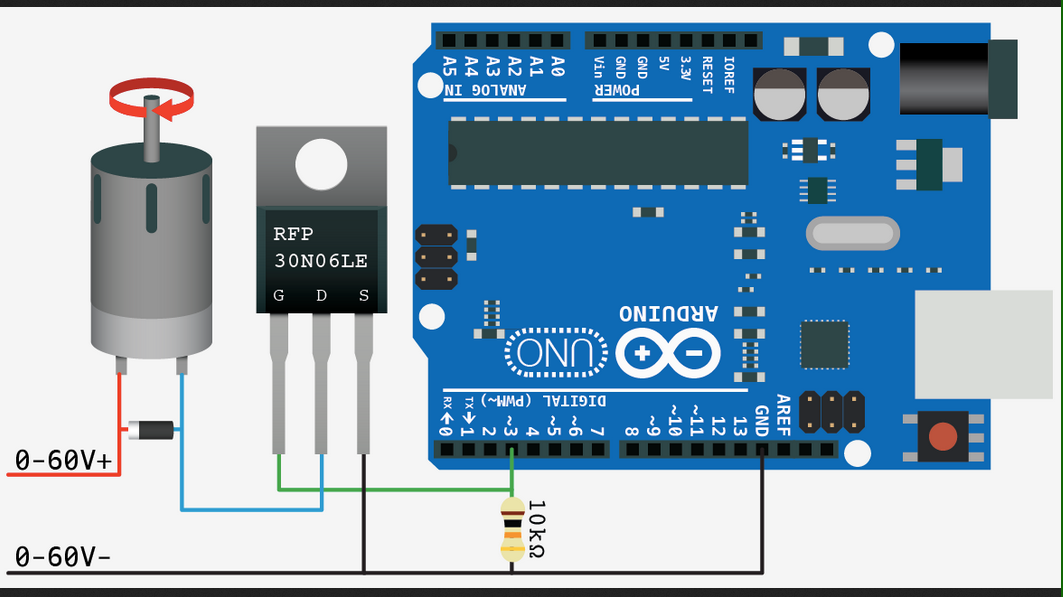 A5 A4 A3 A2 A1 A0
ANALOG IN
Vin GND GND 5V 3.3V RESET IOREF
POWER
RFP
30N06LE
G D S
ARDUINO
UNO
DIGITAL (PWM~)
RX 0 TX 1 2 ~3 4 ~5 ~6 7 8 ~9 ~10 ~11 12 13 GND AREF
0-60V+
10kΩ
0-60V-